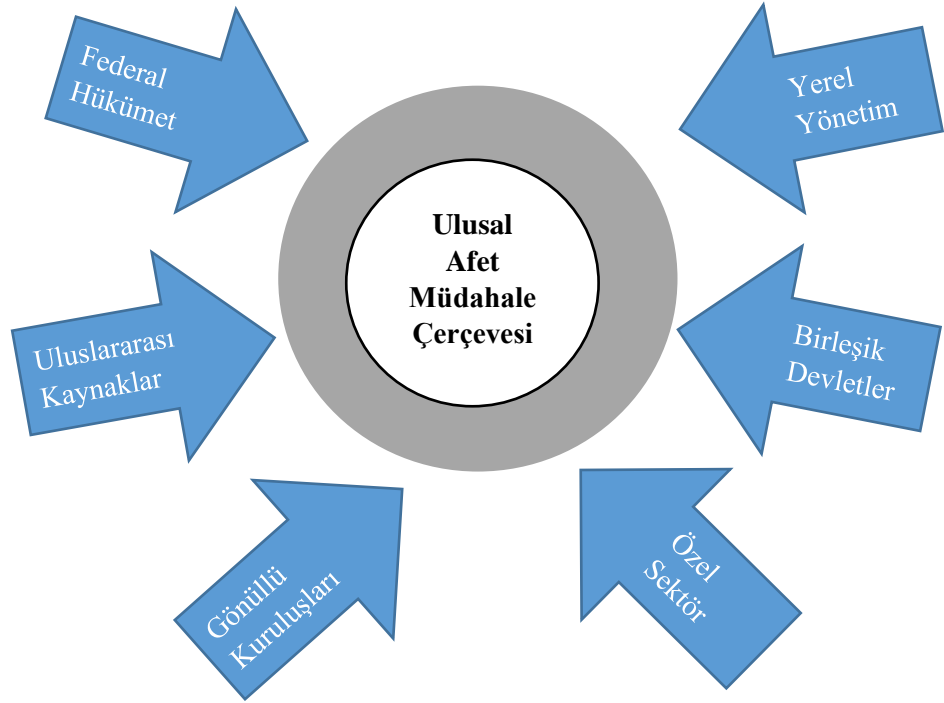 Federal
Hükümet
Yerel
Yönetim
Ulusal
Afet
Müdahale
Çerçevesi
Uluslararası
Kaynaklar
Birleşik
Devletler
Gönüllü
Kuruluşları
Özel
Sektör